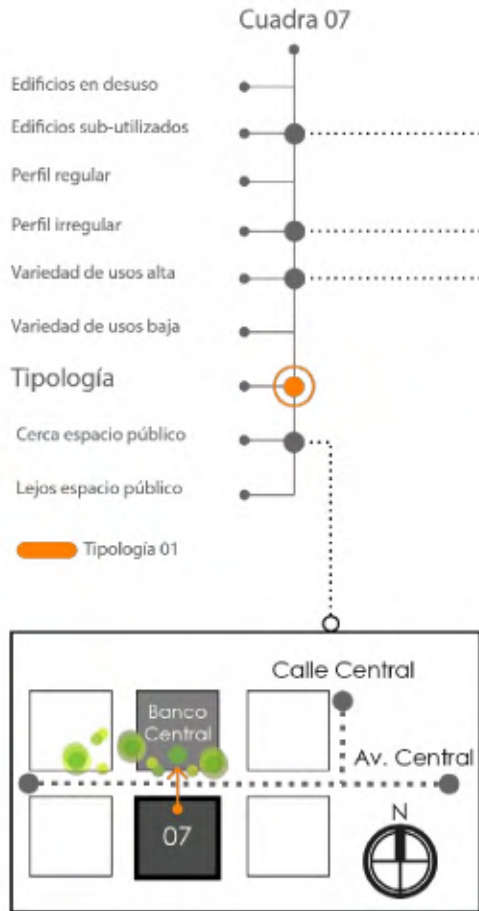 Cuadra 07
Edificios en desuso
Edificios sub-utilizados
Perfil regular
Perfil irregular
Variedad de usos alta
Variedad de usos baja
Tipología
Cerca espacio público
Lejos espacio público
Tipología 01
Calle Central
Banco
Central
Av. Central
07
N